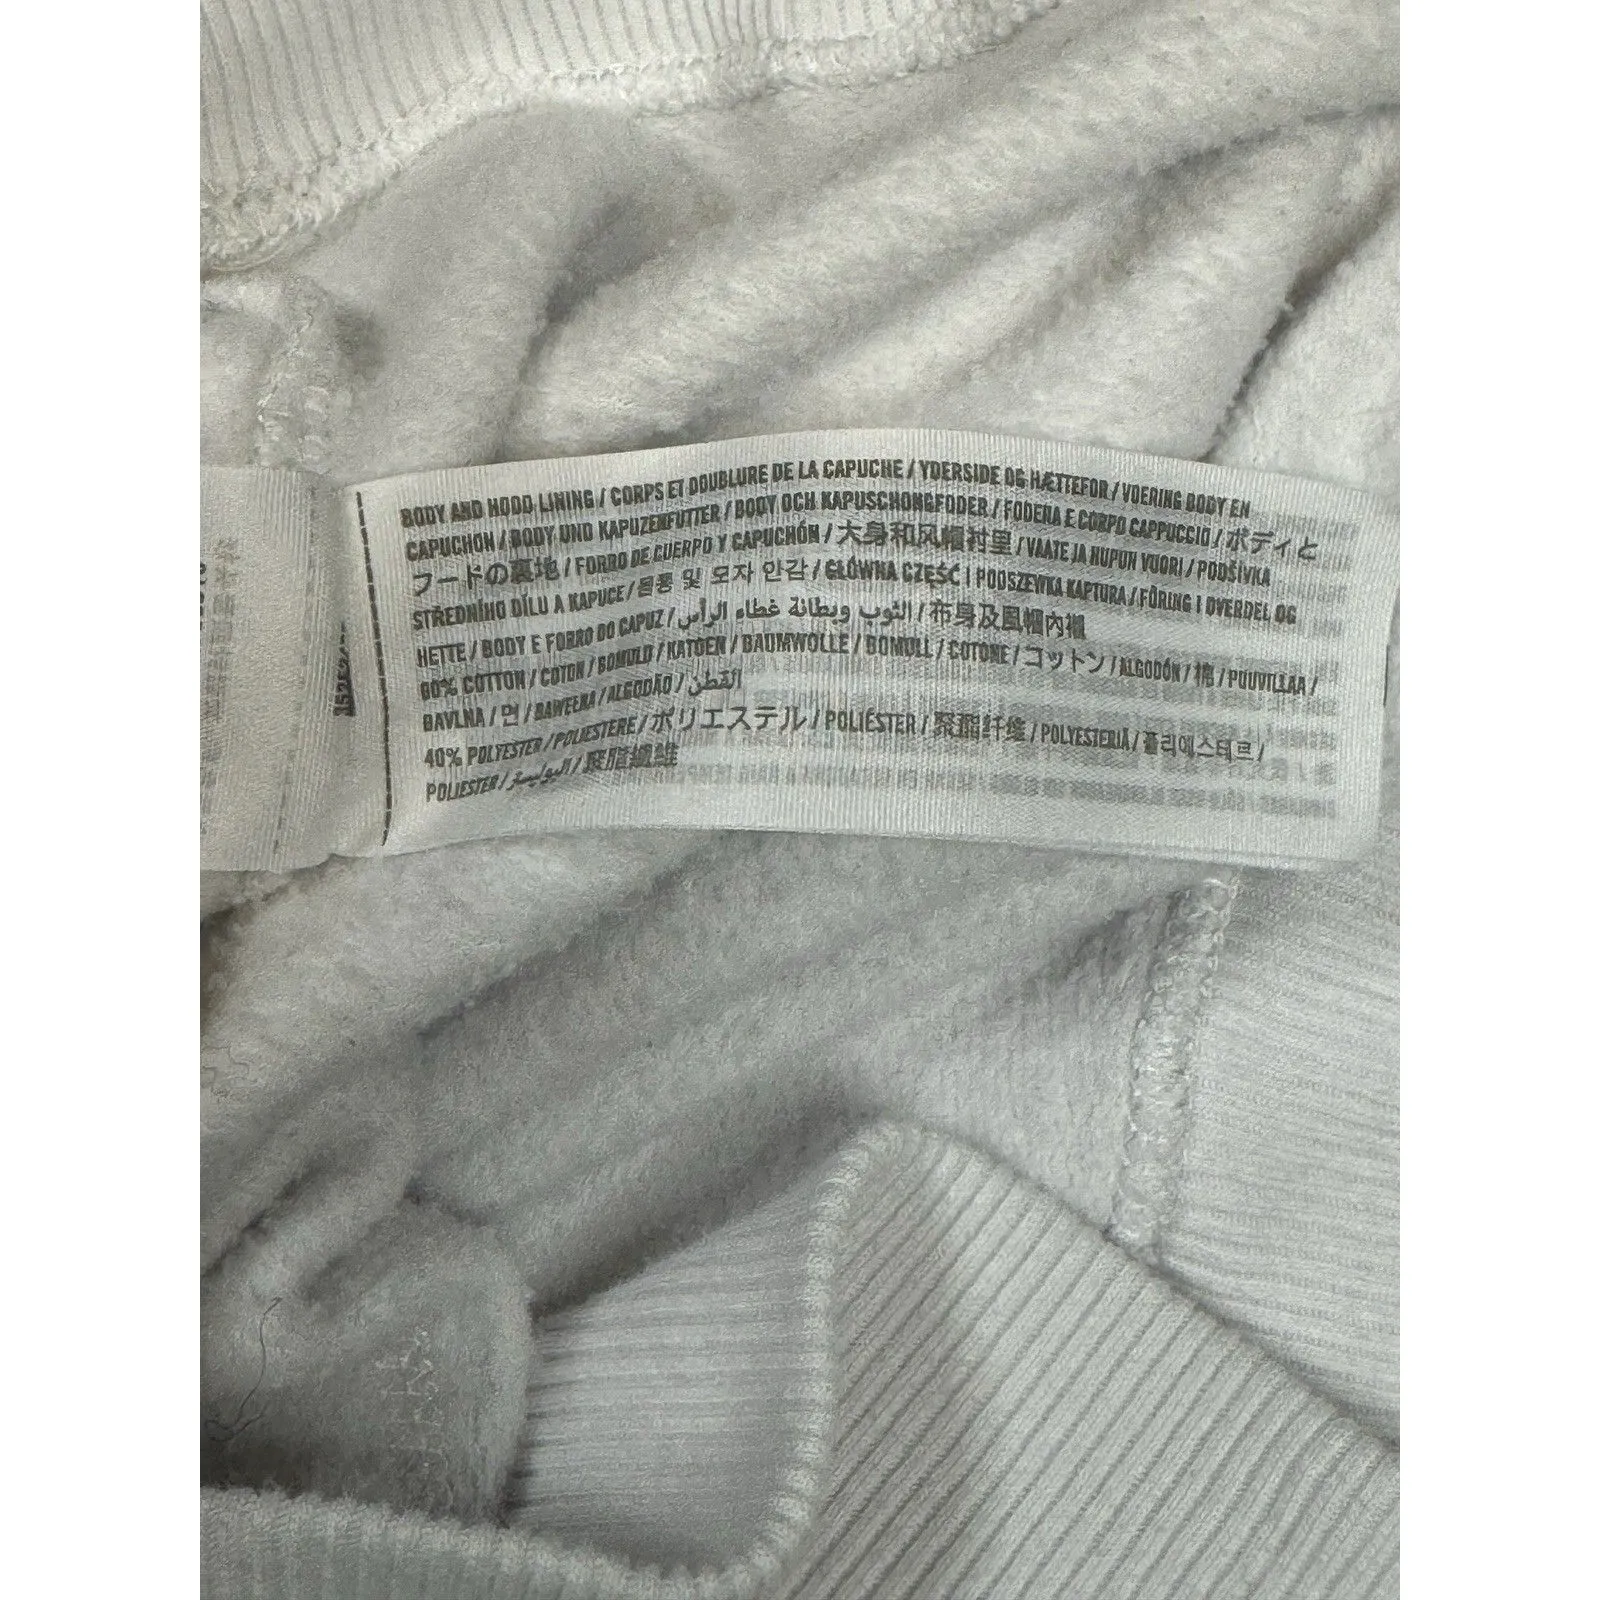 BODY AND HOOD LINING / CORPS ET DOUBLURE DE LA CAPUCHE / YDERSIDE OG HÆTTEFOR / VOERING BODY EN
CAPUCHON / BODY UND KAPUZENFUTTER / BODY OCH KAPUSCHONGFODER / FODERA E CORPO CAPPUCCIO / ボディと
フードの裏地 / FORRO DE CUERPO Y CAPUCHÓN / 大身和风帽衬里 / VAATE JA HUPUN VUORI / PODŠÍVKA
STŘEDNÍHO DÍLU A KAPUCE / 몸통 및 모자 안감 / GŁÓWNA CZĘŚĆ I PODSZEWKA KAPTURA / FÔRING I OVERDEL OG
HETTE / BODY E FORRO DO CAPUZ / الثوب وبطانة غطاء الرأس / 布身及風帽內襯
60% COTTON / COTON / BOMULD / KATOEN / BAUMWOLLE / BOMULL / COTONE / コットン / ALGODÓN / 棉 / PUUVILLAA /
BAVLNA / 면 / BAWEŁNA / ALGODÃO / القطن
40% POLYESTER / POLIESTERE / ポリエステル / POLIÉSTER / 聚酯纤维 / POLYESTERIÄ / 폴리에스테르 /
POLIESTER / البوليستر / 聚脂纖維